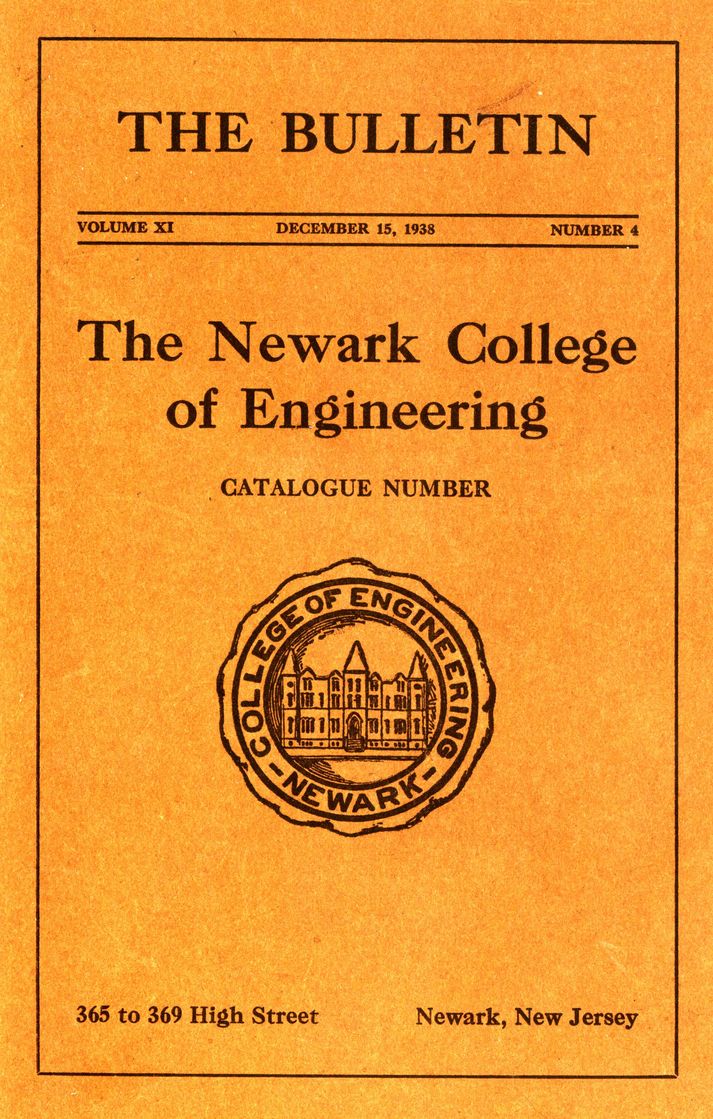 THE BULLETIN
VOLUME XI DECEMBER 15, 1938 NUMBER 4
The Newark College
of Engineering
CATALOGUE NUMBER
COLLEGE OF ENGINEERING
- NEWARK -
365 to 369 High Street Newark, New Jersey